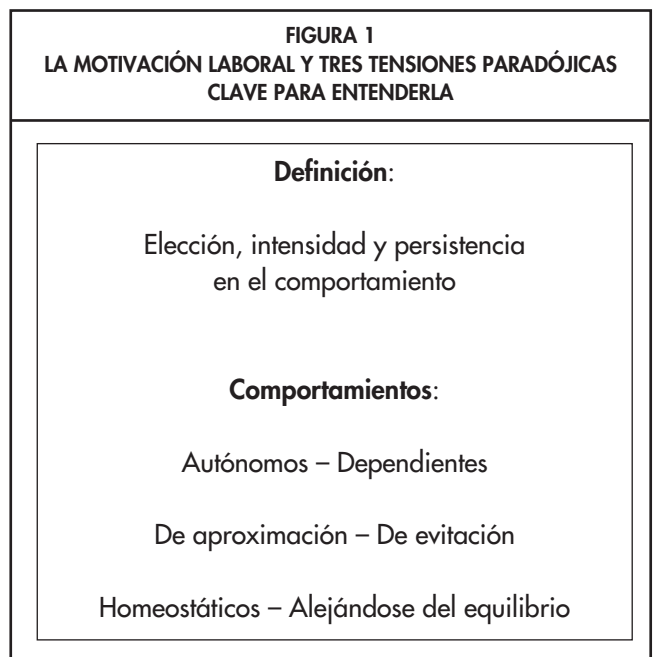 FIGURA 1
LA MOTIVACIÓN LABORAL Y TRES TENSIONES PARADÓJICAS
CLAVE PARA ENTENDERLA
Definición:
Elección, intensidad y persistencia
en el comportamiento
Comportamientos:
Autónomos – Dependientes
De aproximación – De evitación
Homeostáticos – Alejándose del equilibrio